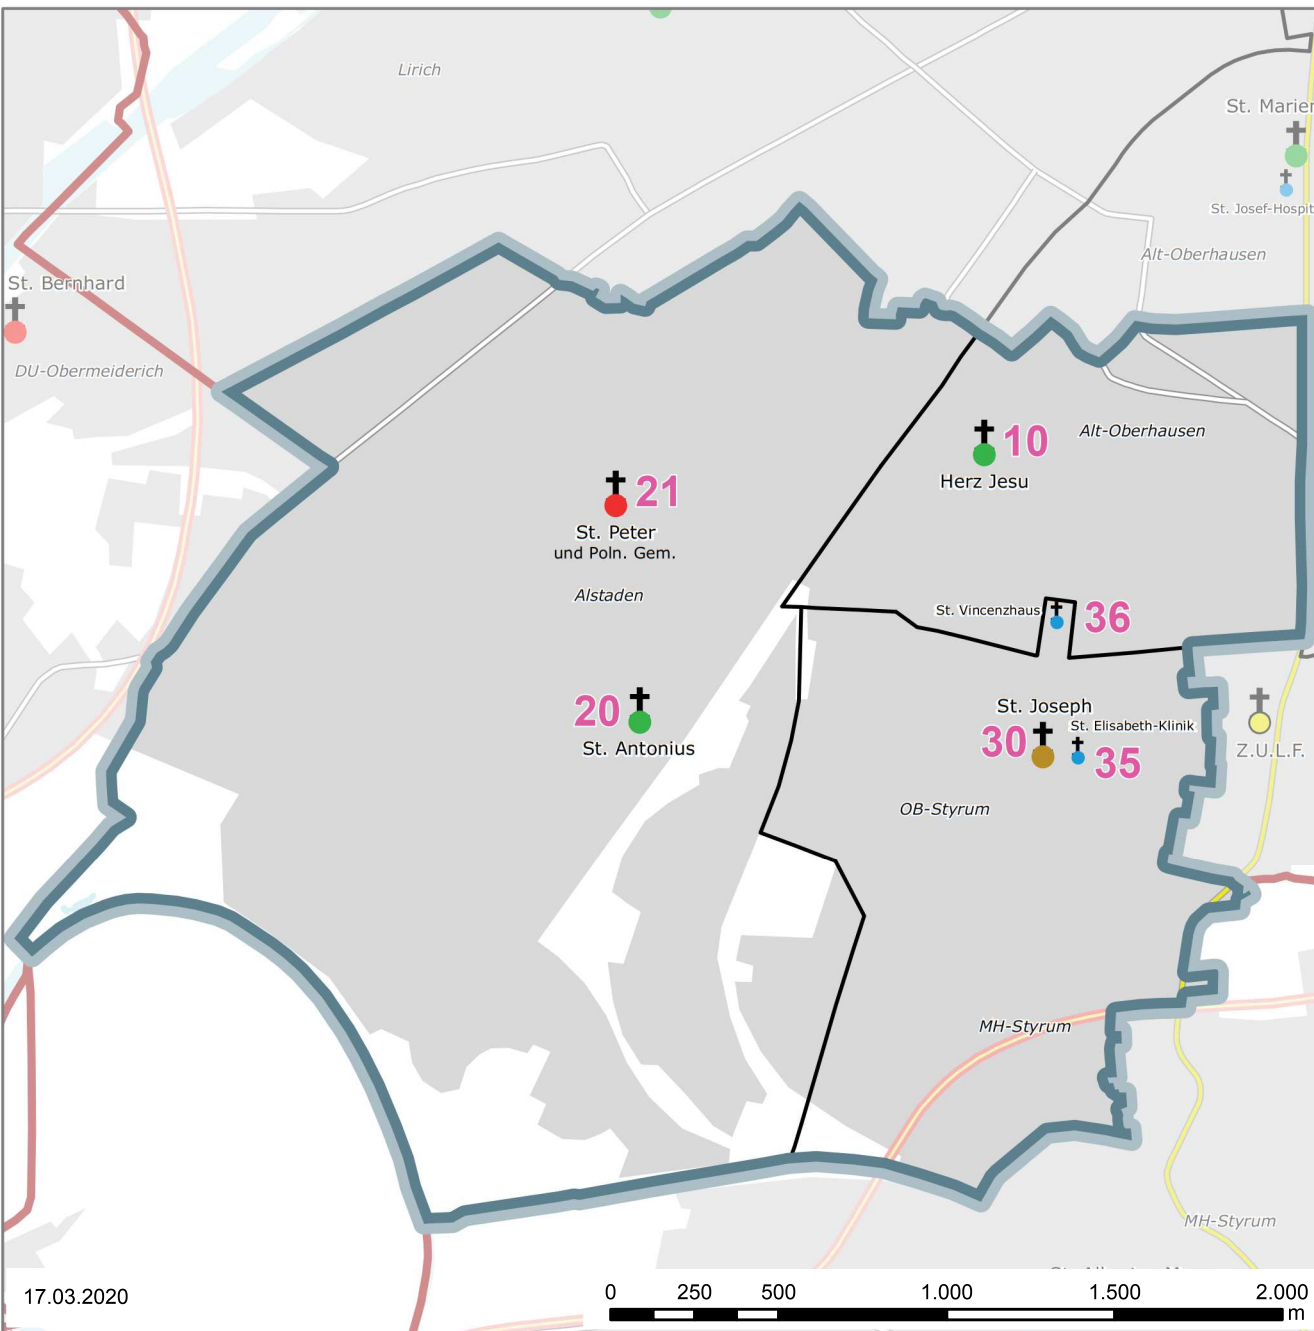 Lirich
St. Marien
St. Josef-Hospit
Alt-Oberhausen
St. Bernhard
DU-Obermeiderich
10
Alt-Oberhausen
Herz Jesu
21
St. Peter
und Poln. Gem.
Alstaden
St. Vincenzhaus
36
20
St. Antonius
St. Joseph
St. Elisabeth-Klinik
30
35
Z.U.L.F.
OB-Styrum
MH-Styrum
MH-Styrum
17.03.2020
0 250 500 1.000 1.500 2.000
m